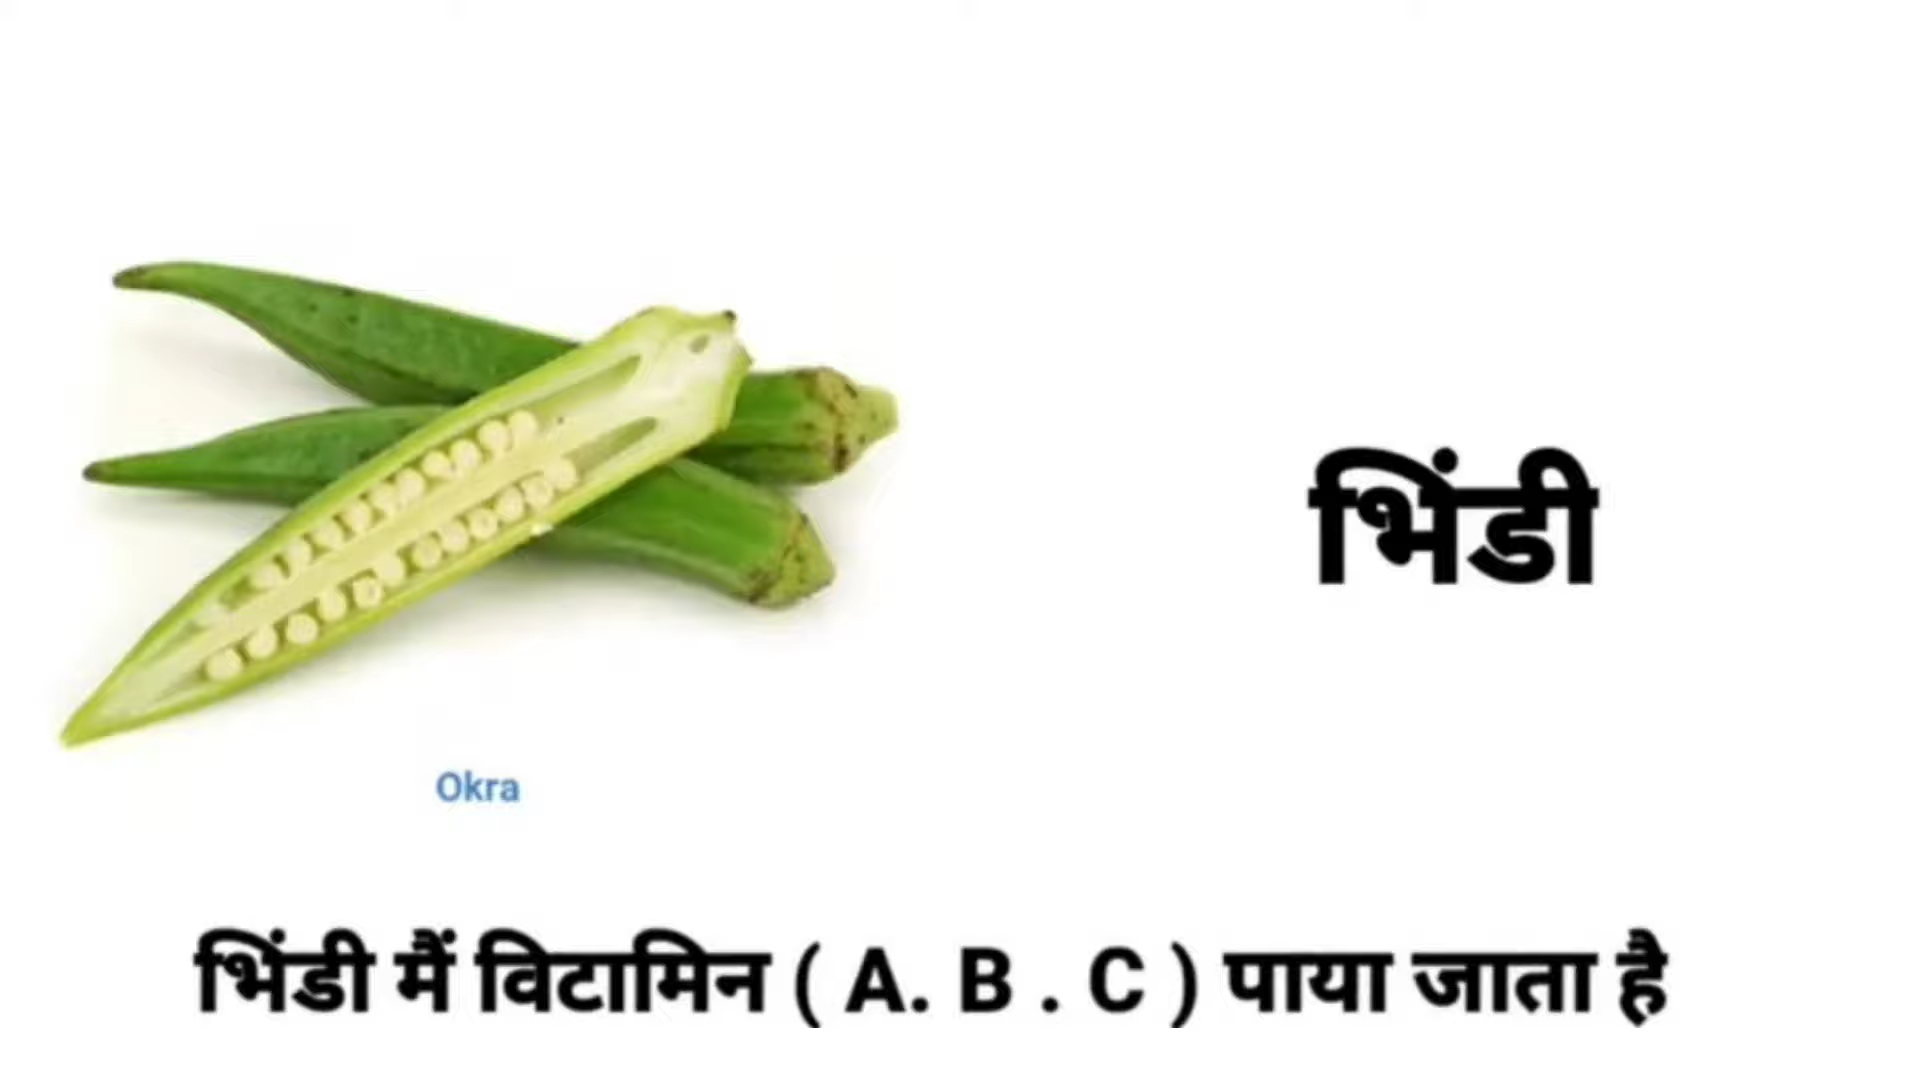 भिंडी
Okra
भिंडी मैं विटामिन ( A. B . C ) पाया जाता है